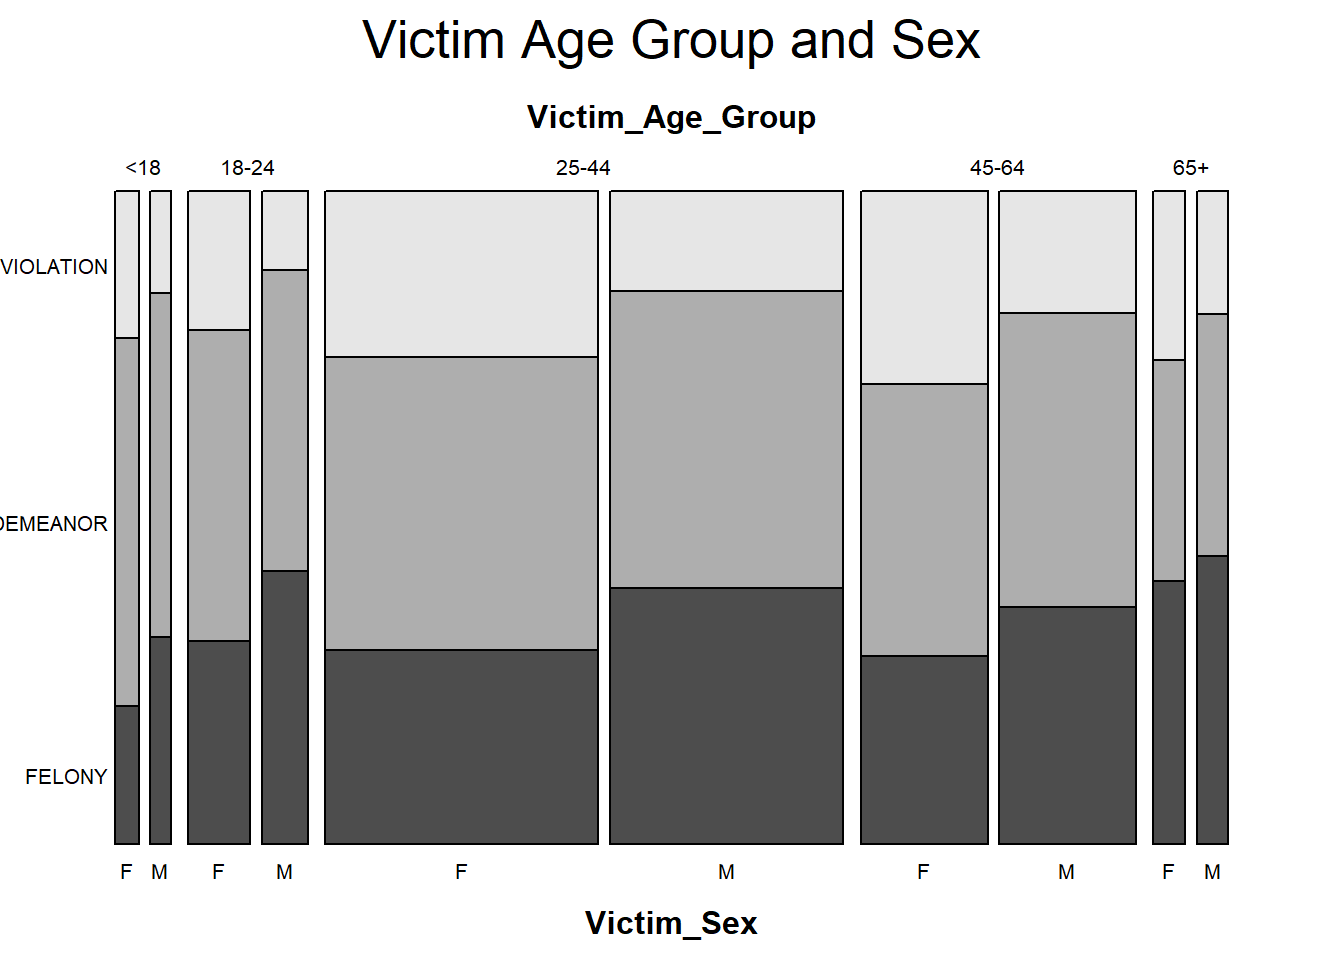 Victim Age Group and Sex
Victim_Age_Group
<18 18-24 25-44 45-64 65+
VIOLATION
DEMEANOR
FELONY
F M F M F M F M F M
Victim_Sex